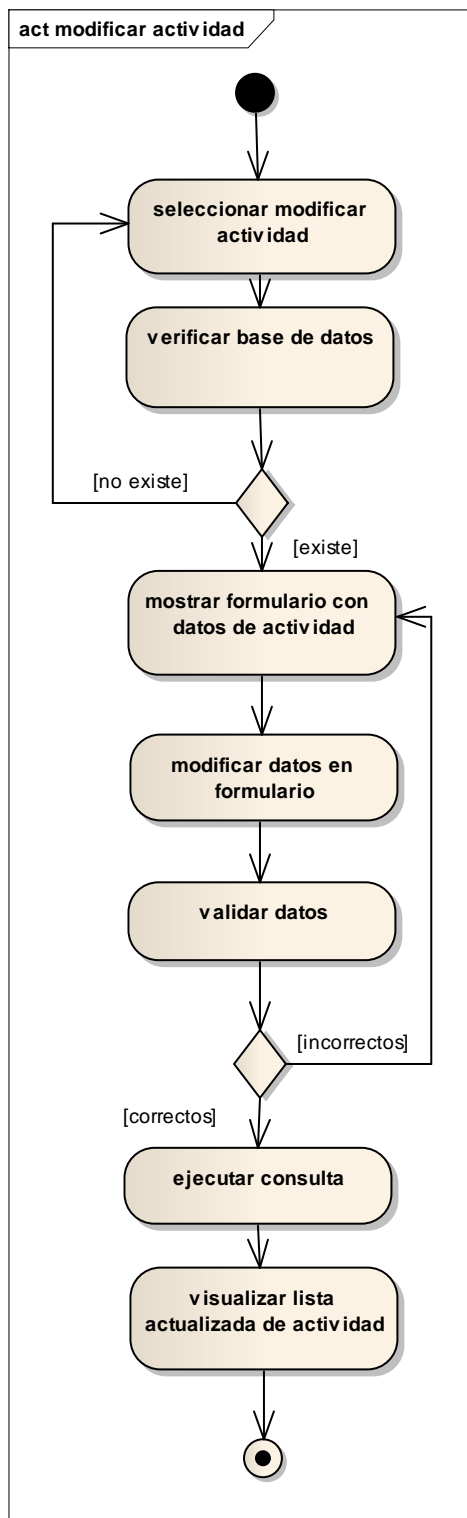 act modificar actividad
seleccionar modificar
actividad
verificar base de datos
[no existe]
[existe]
mostrar formulario con
datos de actividad
modificar datos en
formulario
validar datos
[incorrectos]
[correctos]
ejecutar consulta
visualizar lista
actualizada de actividad